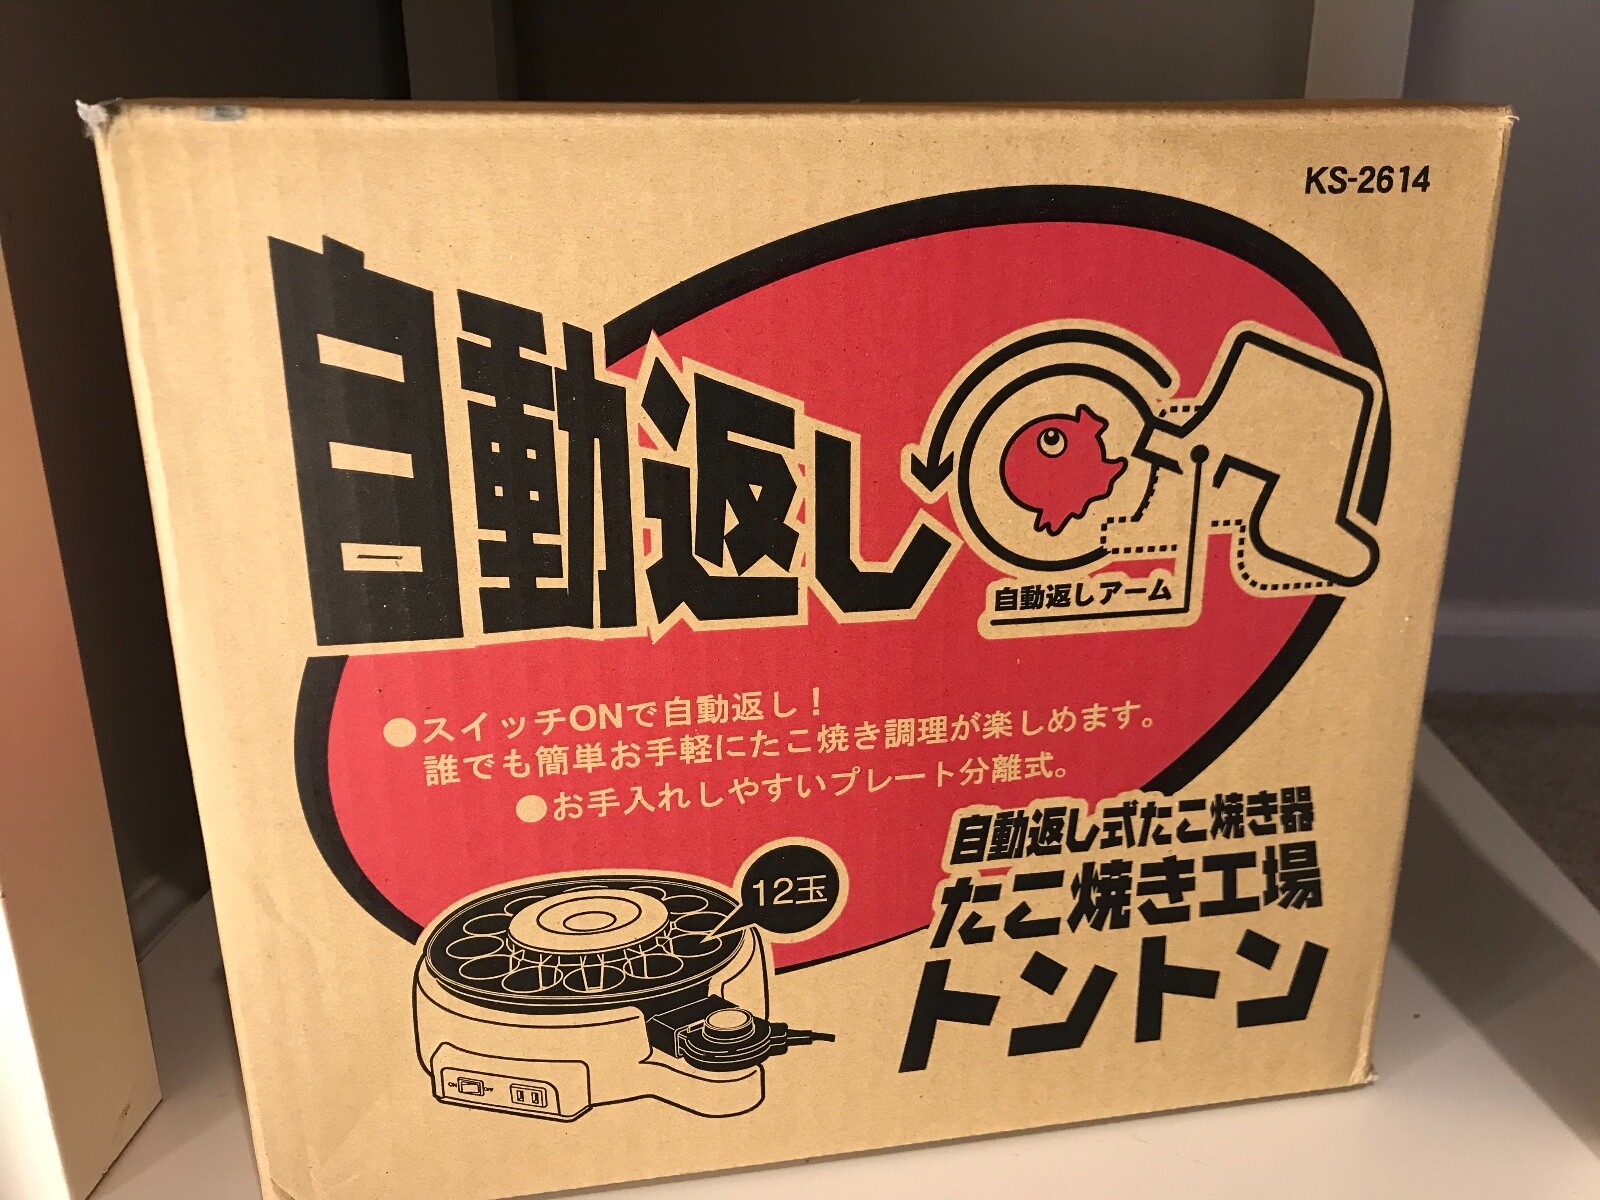 KS-2614
自動返し
自動返しアーム
●スイッチONで自動返し！
誰でも簡単お手軽にたこ焼き調理が楽しめます。
●お手入れしやすいプレート分離式。
自動返し式たこ焼き器
たこ焼き工場
トントン
12玉
ON OFF